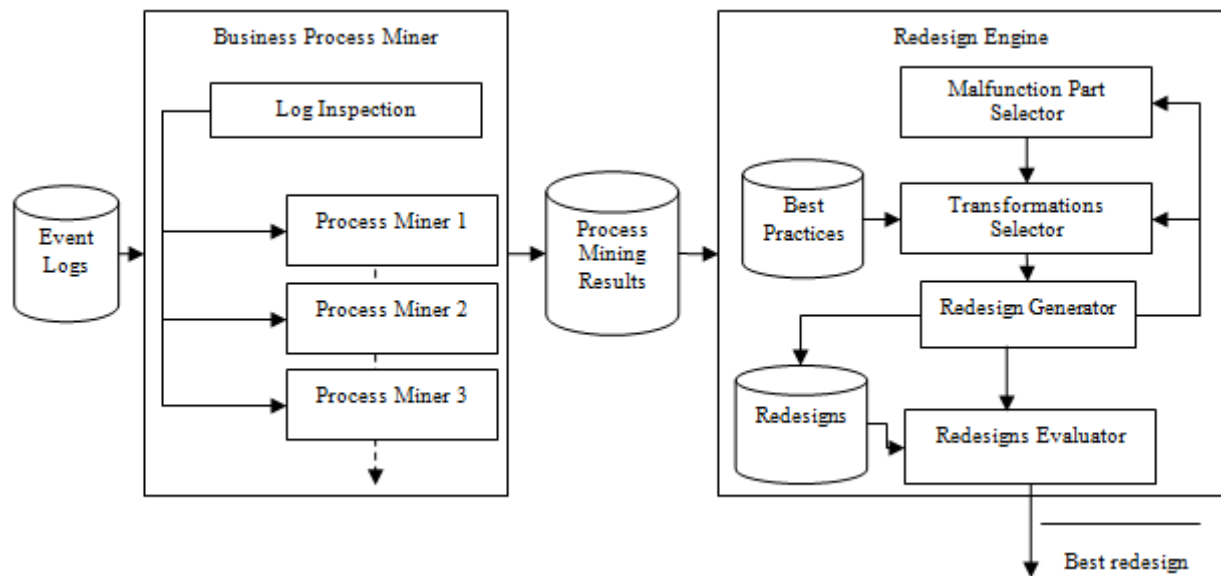 Business Process Miner
Log Inspection
Process Miner 1
Process Miner 2
Process Miner 3
Event
Logs
Process
Mining
Results
Redesign Engine
Malfunction Part
Selector
Best
Practices
Transformations
Selector
Redesign Generator
Redesigns
Redesigns Evaluator
Best redesign